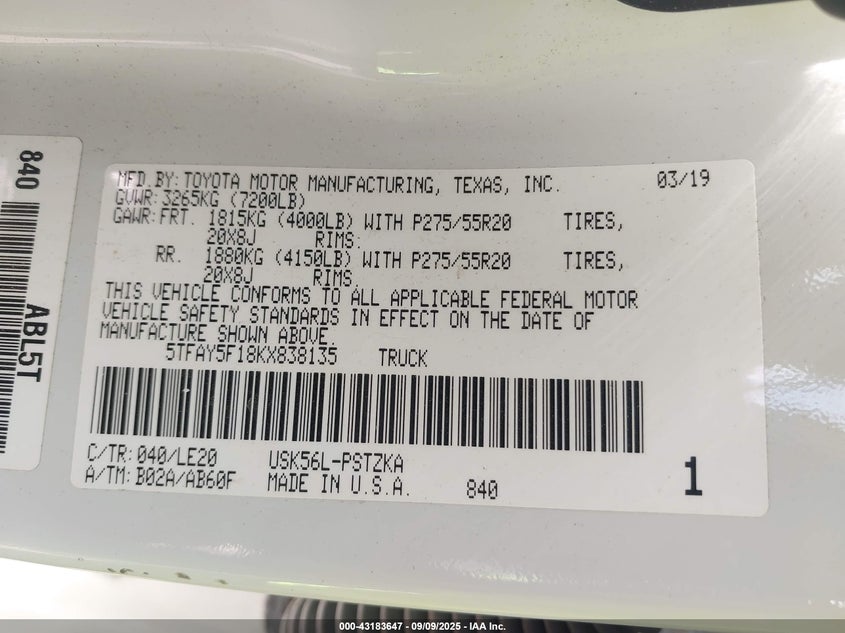 MFD.BY:TOYOTA MOTOR MANUFACTURING, TEXAS, INC. 03/19
GVWR: 3265KG (7200LB)
GAWR:FRT. 1815KG (4000LB) WITH P275/55R20 TIRES,
20X8J RIMS.
RR. 1880KG (4150LB) WITH P275/55R20 TIRES,
20X8J RIMS.
THIS VEHICLE CONFORMS TO ALL APPLICABLE FEDERAL MOTOR
VEHICLE SAFETY STANDARDS IN EFFECT ON THE DATE OF
MANUFACTURE SHOWN ABOVE.
5TFAY5F18KX838135 TRUCK
C/TR:040/LE20 USK56L-PSTZKA
A/TM:B02A/AB60F MADE IN U.S.A. 840 1
840
ABL5T
000-43183647 - 09/09/2025 - IAA Inc.